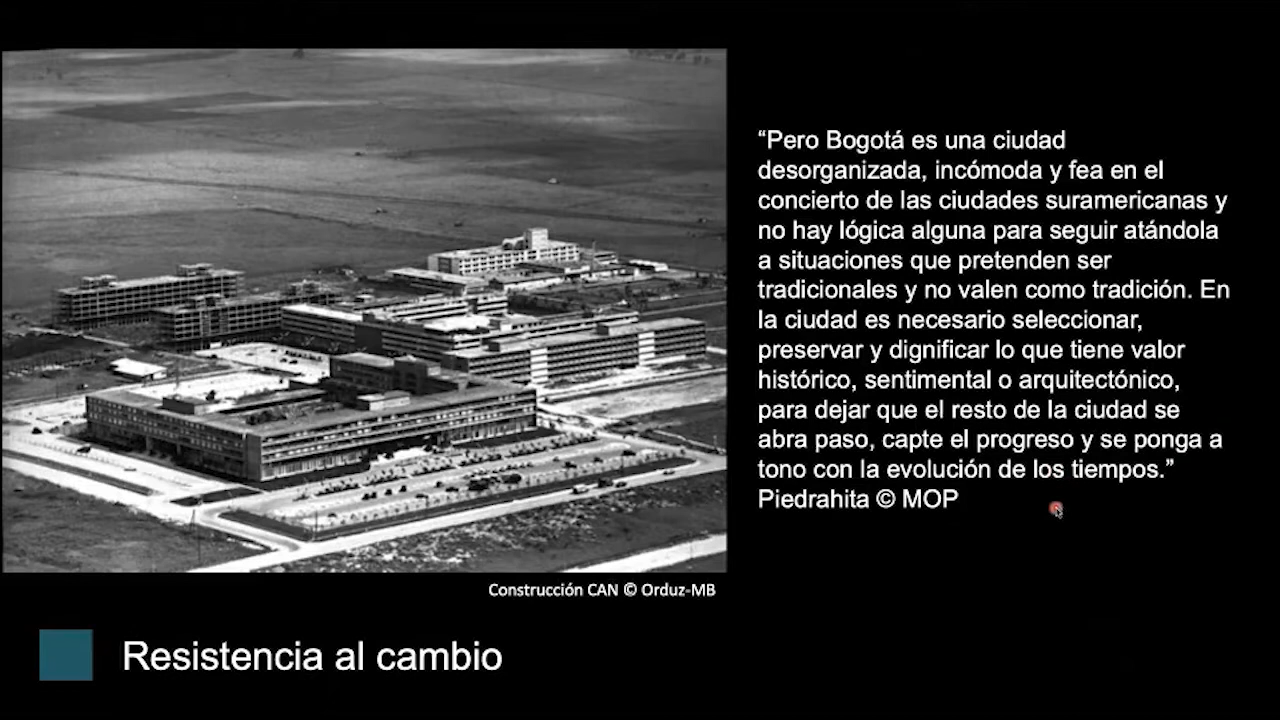 “Pero Bogotá es una ciudad
desorganizada, incómoda y fea en el
concierto de las ciudades suramericanas y
no hay lógica alguna para seguir atándola
a situaciones que pretenden ser
tradicionales y no valen como tradición. En
la ciudad es necesario seleccionar,
preservar y dignificar lo que tiene valor
histórico, sentimental o arquitectónico,
para dejar que el resto de la ciudad se
abra paso, capte el progreso y se ponga a
tono con la evolución de los tiempos.”
Piedrahita © MOP
Construcción CAN © Orduz-MB
Resistencia al cambio